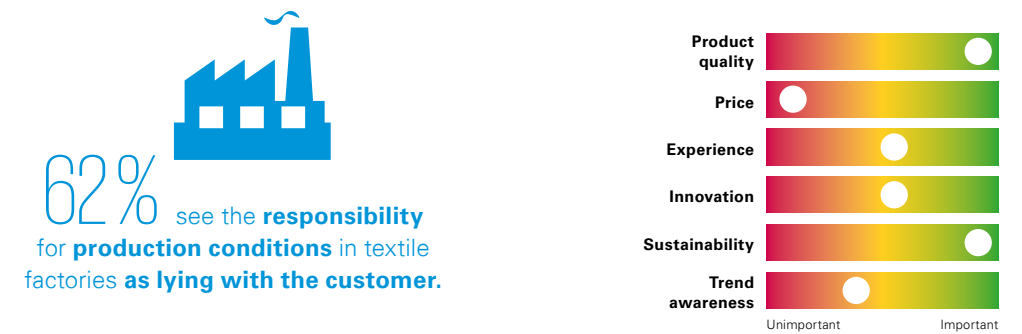 62% see the responsibility
for production conditions in textile
factories as lying with the customer.
Product
quality
Price
Experience
Innovation
Sustainability
Trend
awareness
Unimportant Important